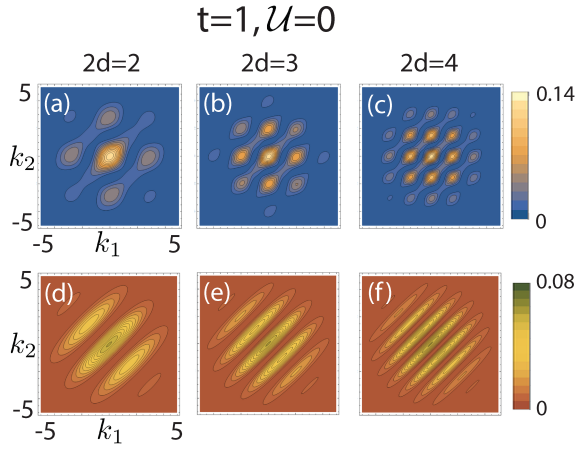 t=1, 𝒰=0
2d=2 2d=3 2d=4
5 (a) (b) (c) 0.14
k₂
-5 0
-5 k₁ 5
5 (d) (e) (f) 0.08
k₂
-5 0
-5 k₁ 5